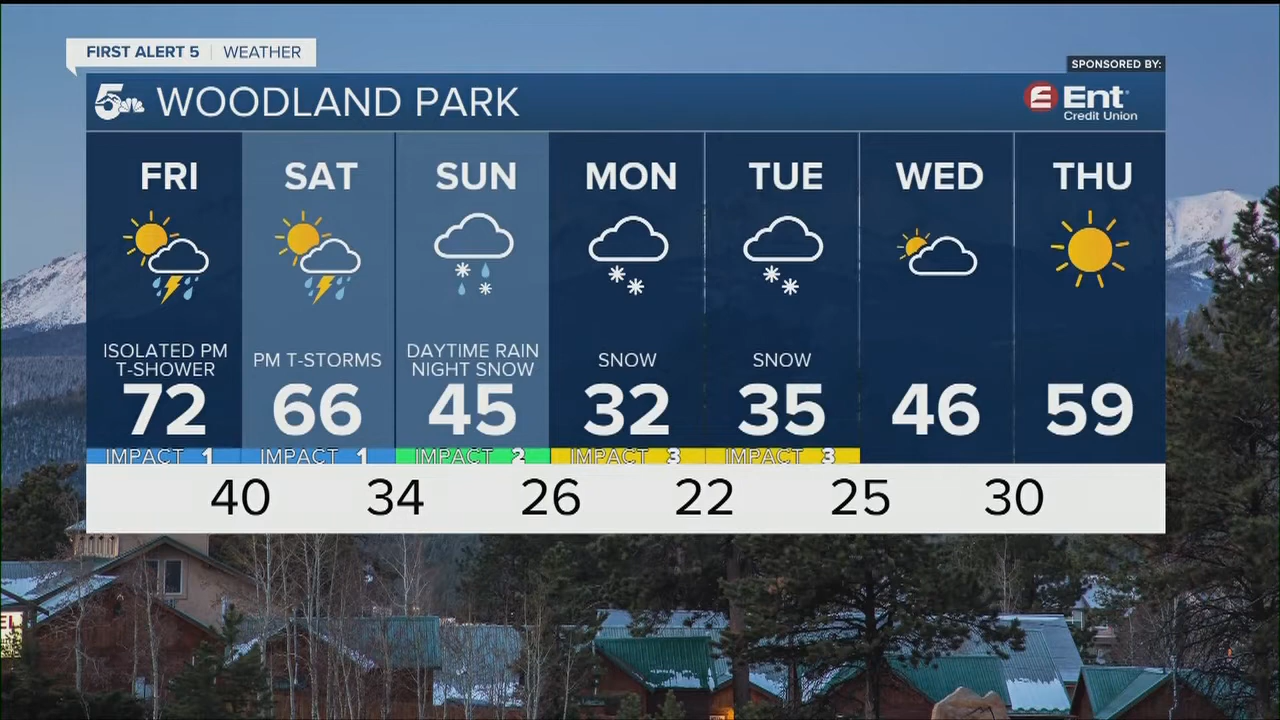 FIRST ALERT 5 | WEATHER
SPONSORED BY:
5 WOODLAND PARK
Ent
Credit Union
FRI SAT SUN MON TUE WED THU
ISOLATED PM
T-SHOWER
PM T-STORMS
DAYTIME RAIN
NIGHT SNOW
SNOW
SNOW
72 66 45 32 35 46 59
IMPACT 1 IMPACT 1 IMPACT 2 IMPACT 3 IMPACT 3
40 34 26 22 25 30
EL